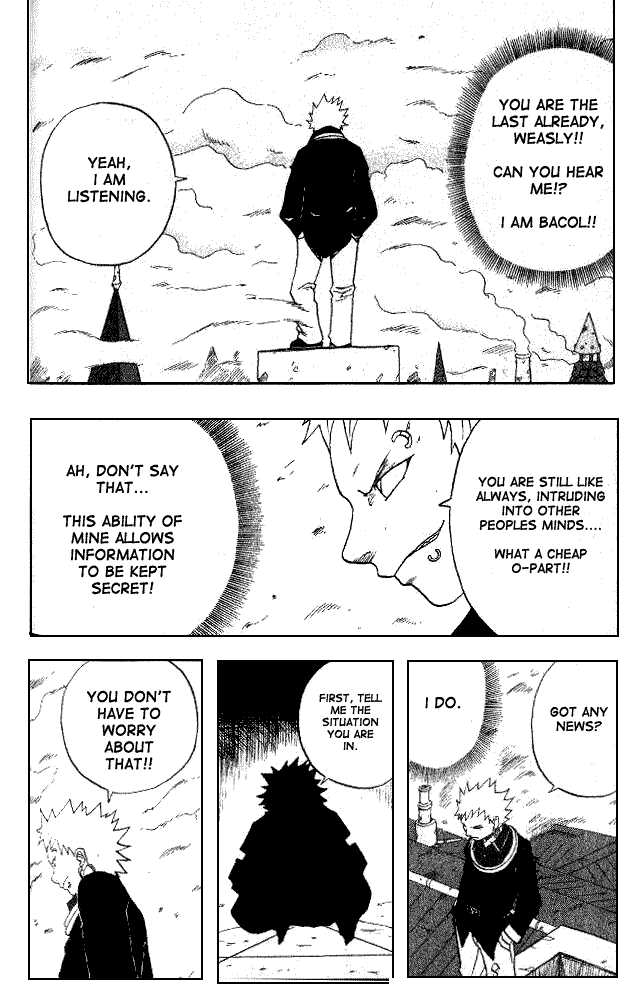 YOU ARE THE
LAST ALREADY,
WEASLY!!
CAN YOU HEAR
ME!?
I AM BACOL!!
YEAH,
I AM
LISTENING.
YOU ARE STILL LIKE
ALWAYS, INTRUDING
INTO OTHER
PEOPLES MINDS....
WHAT A CHEAP
O-PART!!
AH, DON'T SAY
THAT...
THIS ABILITY OF
MINE ALLOWS
INFORMATION
TO BE KEPT
SECRET!
GOT ANY
NEWS?
I DO.
FIRST, TELL
ME THE
SITUATION
YOU ARE
IN.
YOU DON'T
HAVE TO
WORRY
ABOUT
THAT!!